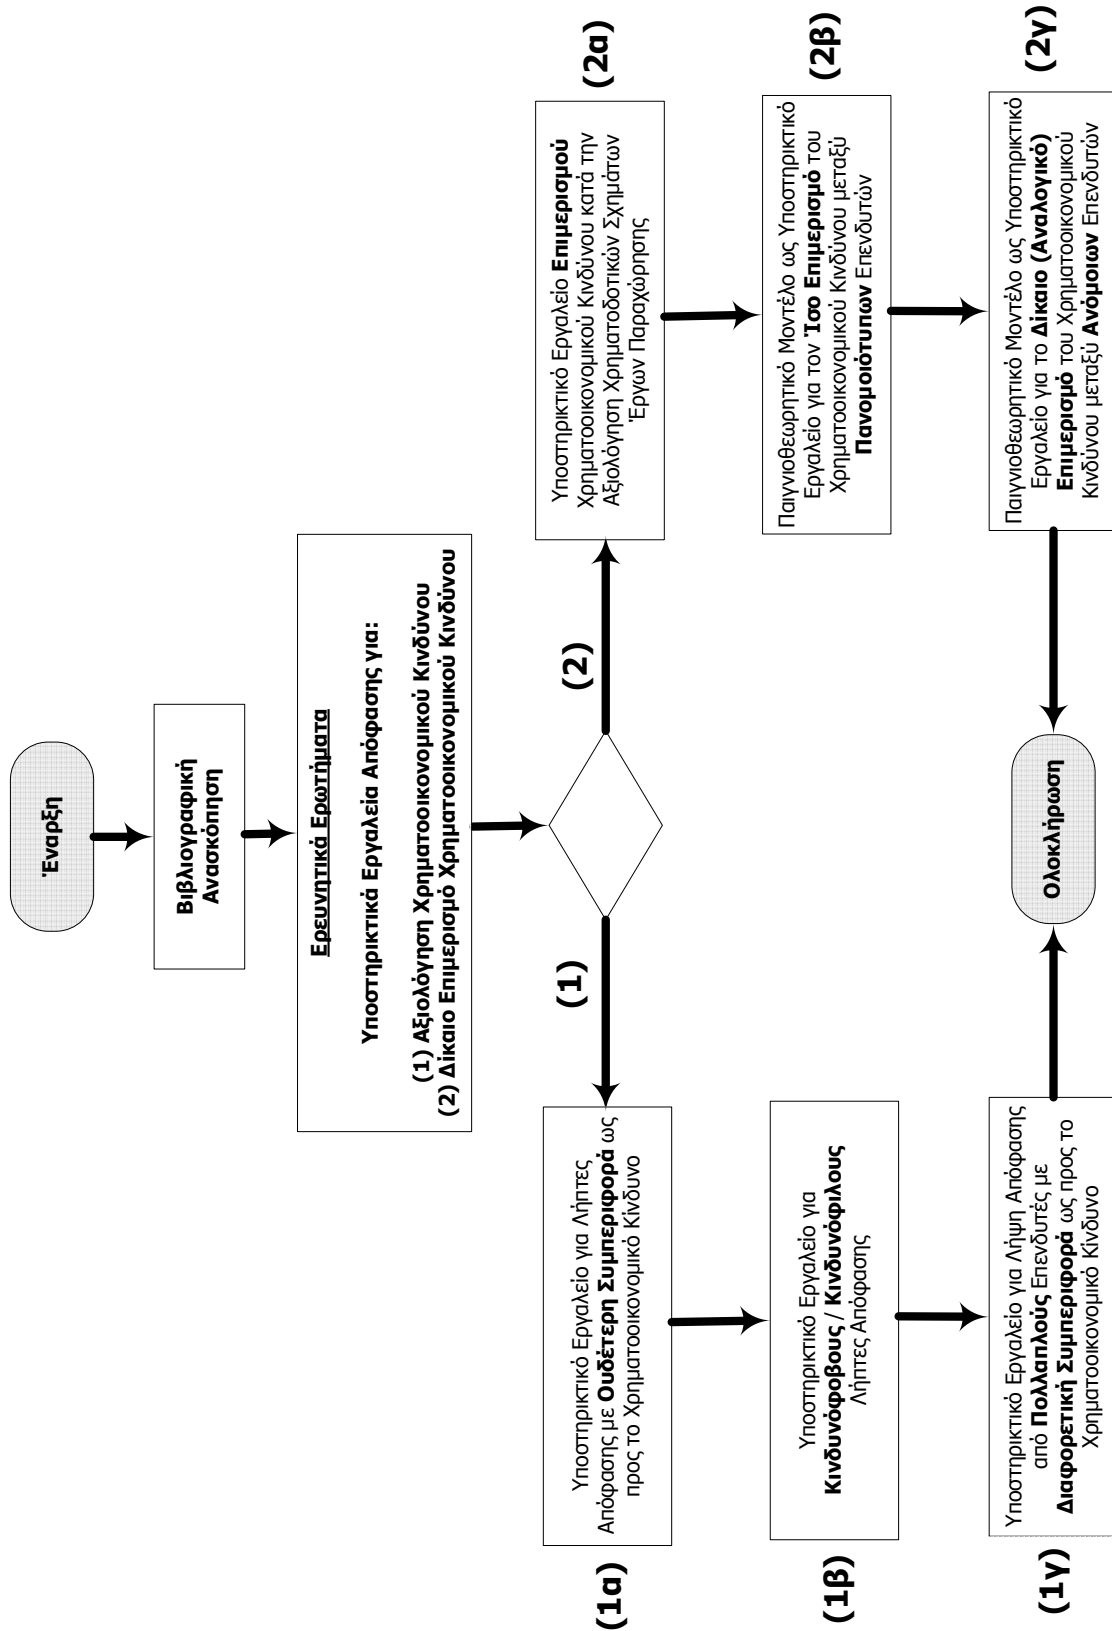 Έναρξη
Βιβλιογραφική
Ανασκόπηση
Ερευνητικά Ερωτήματα
Υποστηρικτικά Εργαλεία Απόφασης για:
(1) Αξιολόγηση Χρηματοοικονομικού Κινδύνου
(2) Δίκαιο Επιμερισμό Χρηματοοικονομικού Κινδύνου
(1)
(2)
(1α)
Υποστηρικτικό Εργαλείο για Λήπτες
Απόφασης με Ουδέτερη Συμπεριφορά ως
προς το Χρηματοοικονομικό Κίνδυνο
(1β)
Υποστηρικτικό Εργαλείο για
Κινδυνόφοβους / Κινδυνόφιλους
Λήπτες Απόφασης
(1γ)
Υποστηρικτικό Εργαλείο για Λήψη Απόφασης
από Πολλαπλούς Επενδυτές με
Διαφορετική Συμπεριφορά ως προς το
Χρηματοοικονομικό Κίνδυνο
(2α)
Υποστηρικτικό Εργαλείο Επιμερισμού
Χρηματοοικονομικού Κινδύνου κατά την
Αξιολόγηση Χρηματοδοτικών Σχημάτων
Έργων Παραχώρησης
(2β)
Παιγνιοθεωρητικό Μοντέλο ως Υποστηρικτικό
Εργαλείο για τον Ίσο Επιμερισμό του
Χρηματοοικονομικού Κινδύνου μεταξύ
Πανομοιότυπων Επενδυτών
(2γ)
Παιγνιοθεωρητικό Μοντέλο ως Υποστηρικτικό
Εργαλείο για το Δίκαιο (Αναλογικό)
Επιμερισμό του Χρηματοοικονομικού
Κινδύνου μεταξύ Ανόμοιων Επενδυτών
Ολοκλήρωση